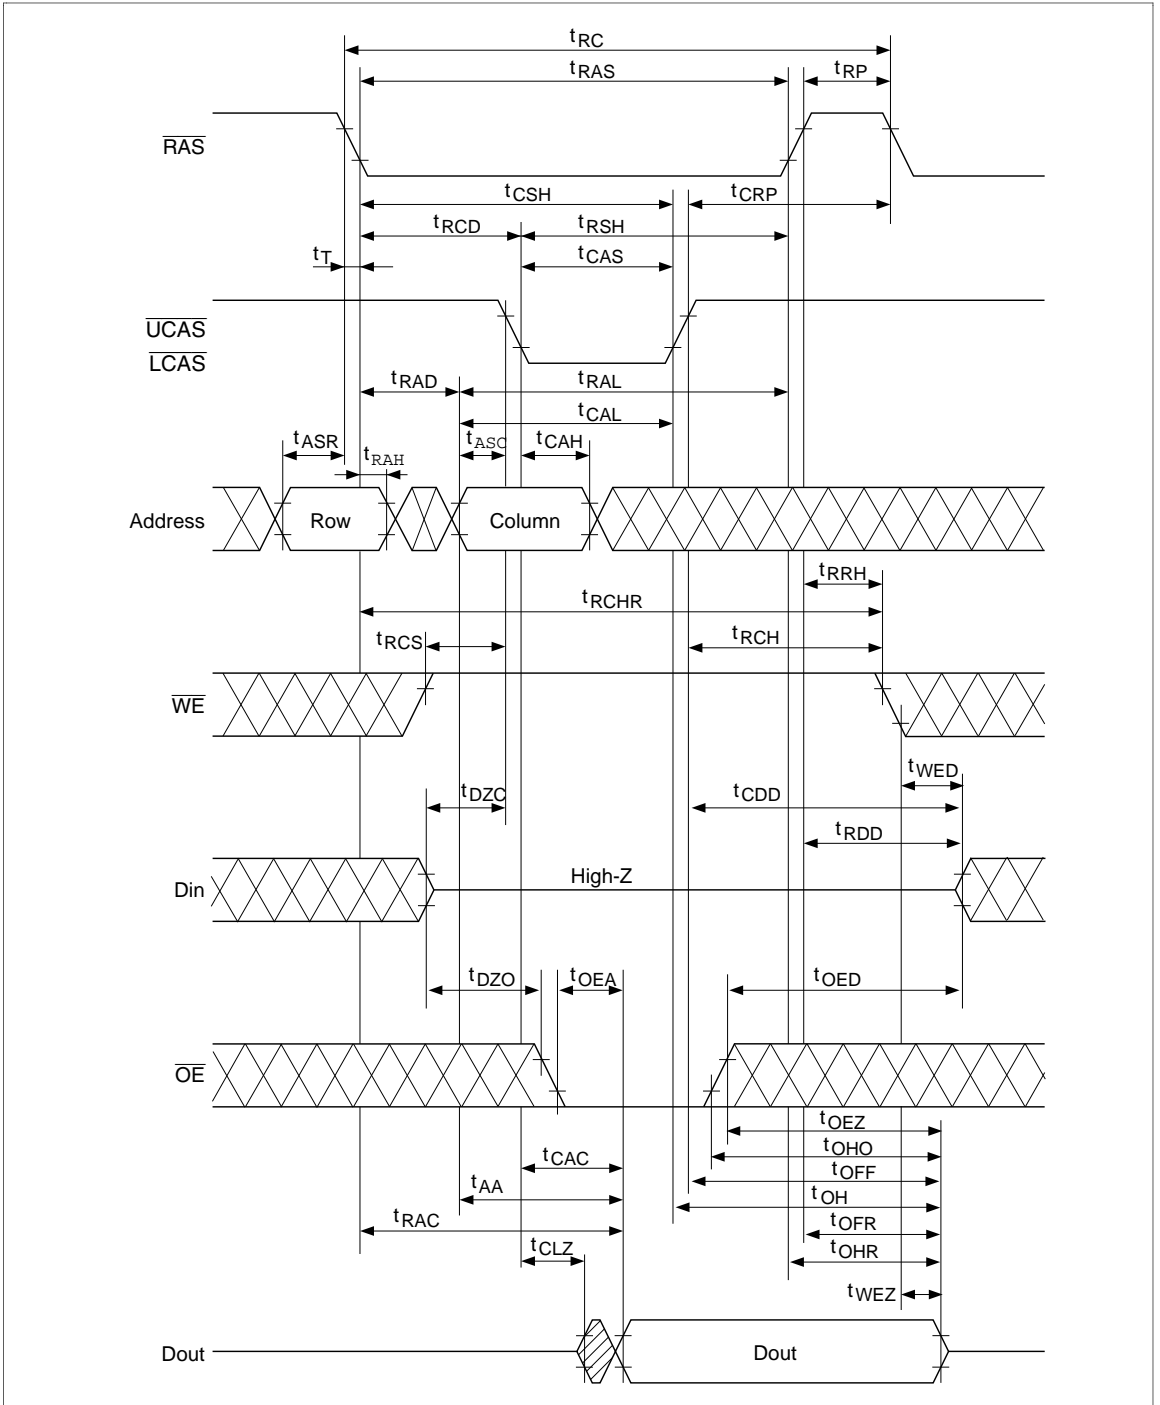 tRC
tRAS
tRP
RAS
tCSH
tCRP
tRCD
tRSH
tT
tCAS
UCAS
LCAS
tRAD
tRAL
tCAL
tASR
tRAH
tASC
tCAH
Address
Row
Column
tRRH
tRCHR
tRCS
tRCH
WE
tWED
tDZC
tCDD
tRDD
Din
High-Z
tDZO
tOEA
tOED
OE
tOEZ
tOHO
tCAC
tOFF
tAA
tOH
tRAC
tOFR
tCLZ
tOHR
tWEZ
Dout
Dout